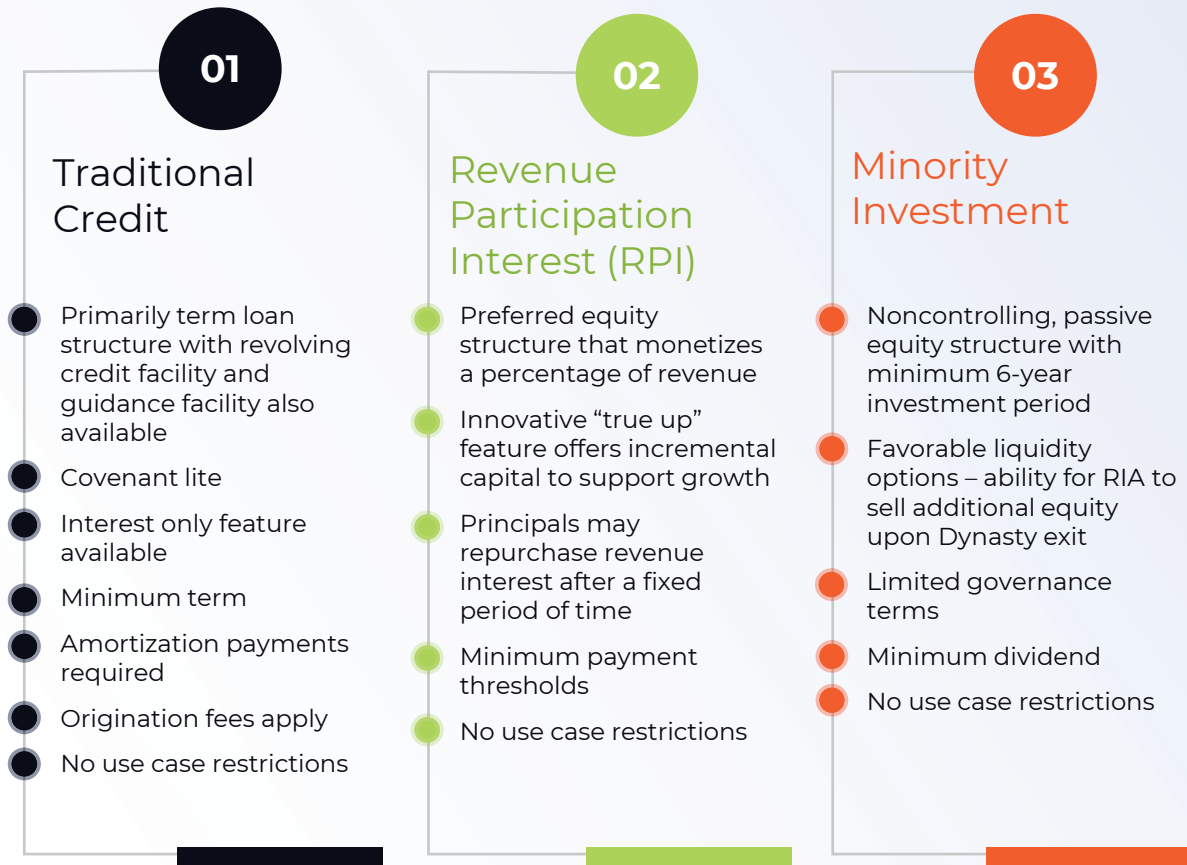 01
Traditional
Credit
Primarily term loan
structure with revolving
credit facility and
guidance facility also
available
Covenant lite
Interest only feature
available
Minimum term
Amortization payments
required
Origination fees apply
No use case restrictions
02
Revenue
Participation
Interest (RPI)
Preferred equity
structure that monetizes
a percentage of revenue
Innovative “true up”
feature offers incremental
capital to support growth
Principals may
repurchase revenue
interest after a fixed
period of time
Minimum payment
thresholds
No use case restrictions
03
Minority
Investment
Noncontrolling, passive
equity structure with
minimum 6-year
investment period
Favorable liquidity
options – ability for RIA to
sell additional equity
upon Dynasty exit
Limited governance
terms
Minimum dividend
No use case restrictions